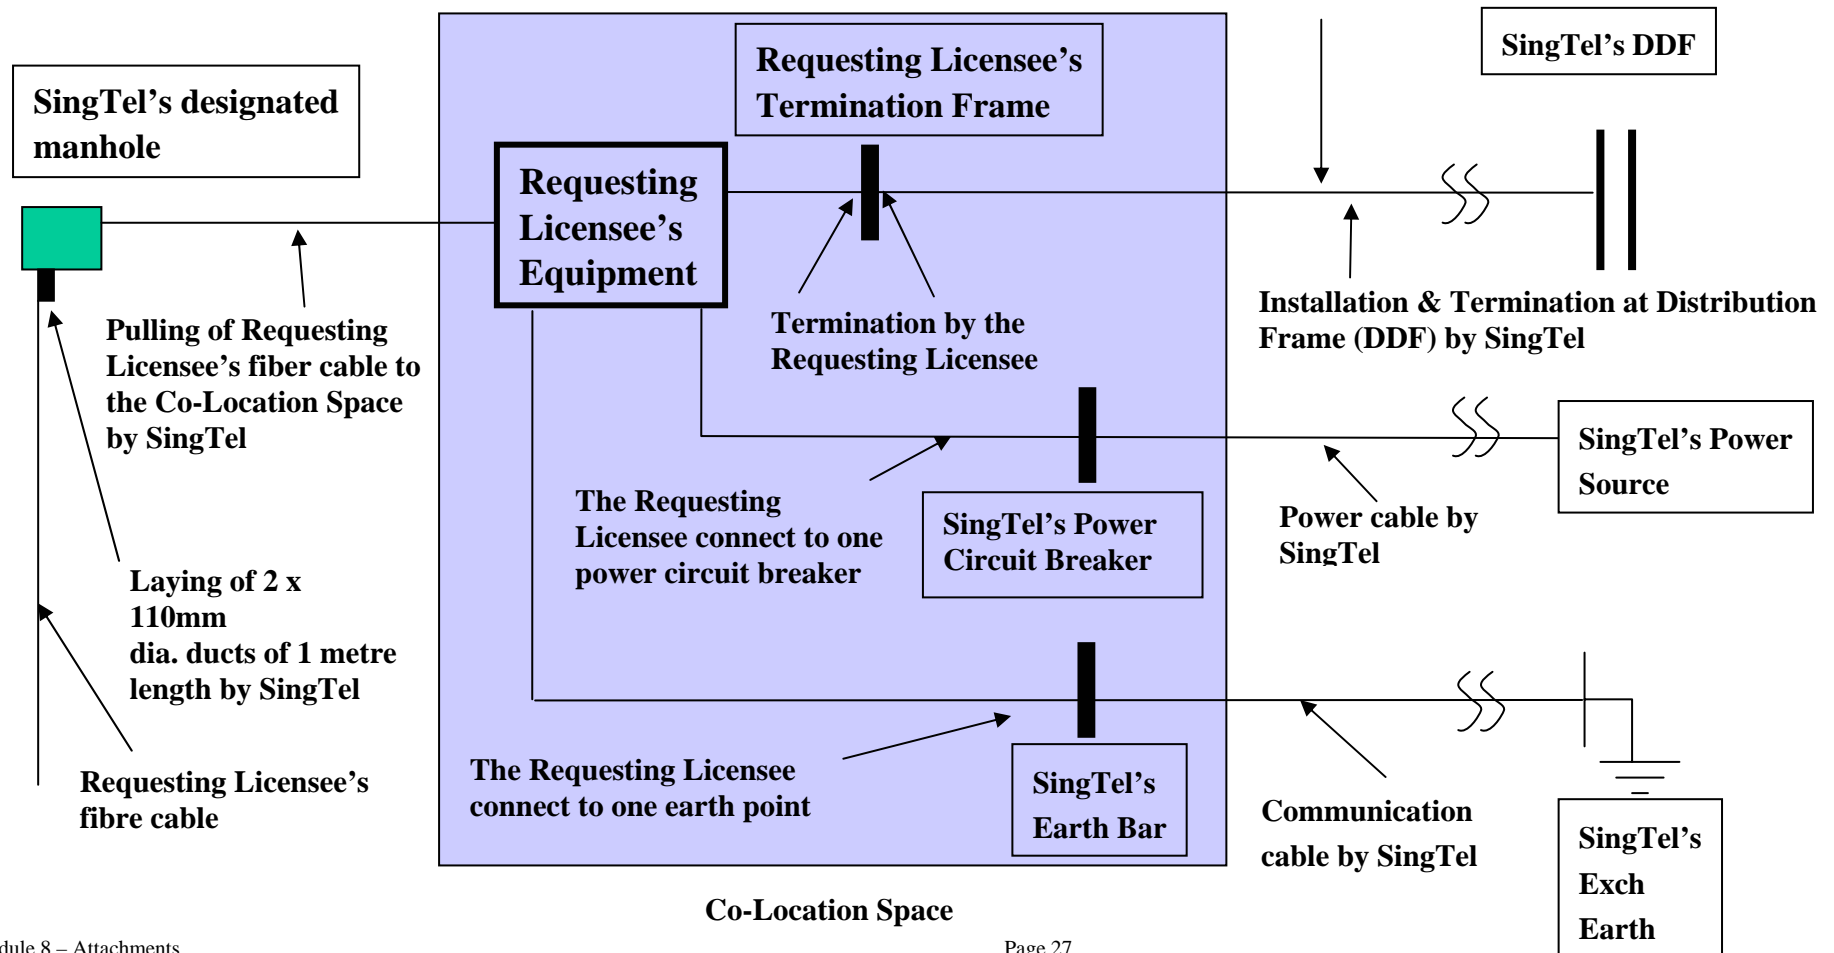 SingTel's DDF
Requesting Licensee's
Termination Frame
SingTel's designated
manhole
Requesting
Licensee's
Equipment
Installation & Termination at Distribution
Frame (DDF) by SingTel
Termination by the
Requesting Licensee
Pulling of Requesting
Licensee's fiber cable to
the Co-Location Space
by SingTel
SingTel's Power
Source
The Requesting
Licensee connect to one
power circuit breaker
SingTel's Power
Circuit Breaker
Power cable by
SingTel
Laying of 2 x
110mm
dia. ducts of 1 metre
length by SingTel
Requesting Licensee's
fibre cable
The Requesting Licensee
connect to one earth point
SingTel's
Earth Bar
Communication
cable by SingTel
SingTel's
Exch
Earth
Co-Location Space
dule 8 – Attachments
Page 27